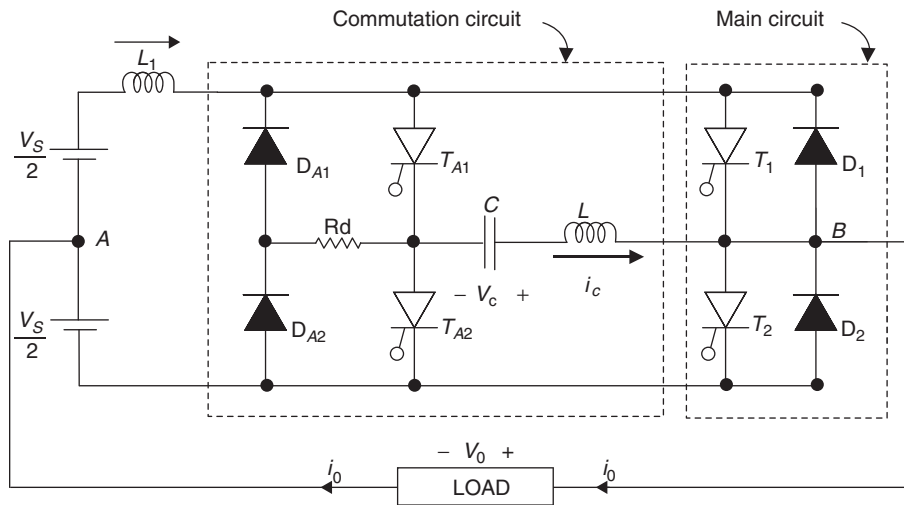 Commutation circuit
Main circuit
L1
VS
2
DA1
TA1
T1
D1
A
Rd
C
L
B
VS
2
− Vc +
ic
DA2
TA2
T2
D2
− V0 +
i0
LOAD
i0